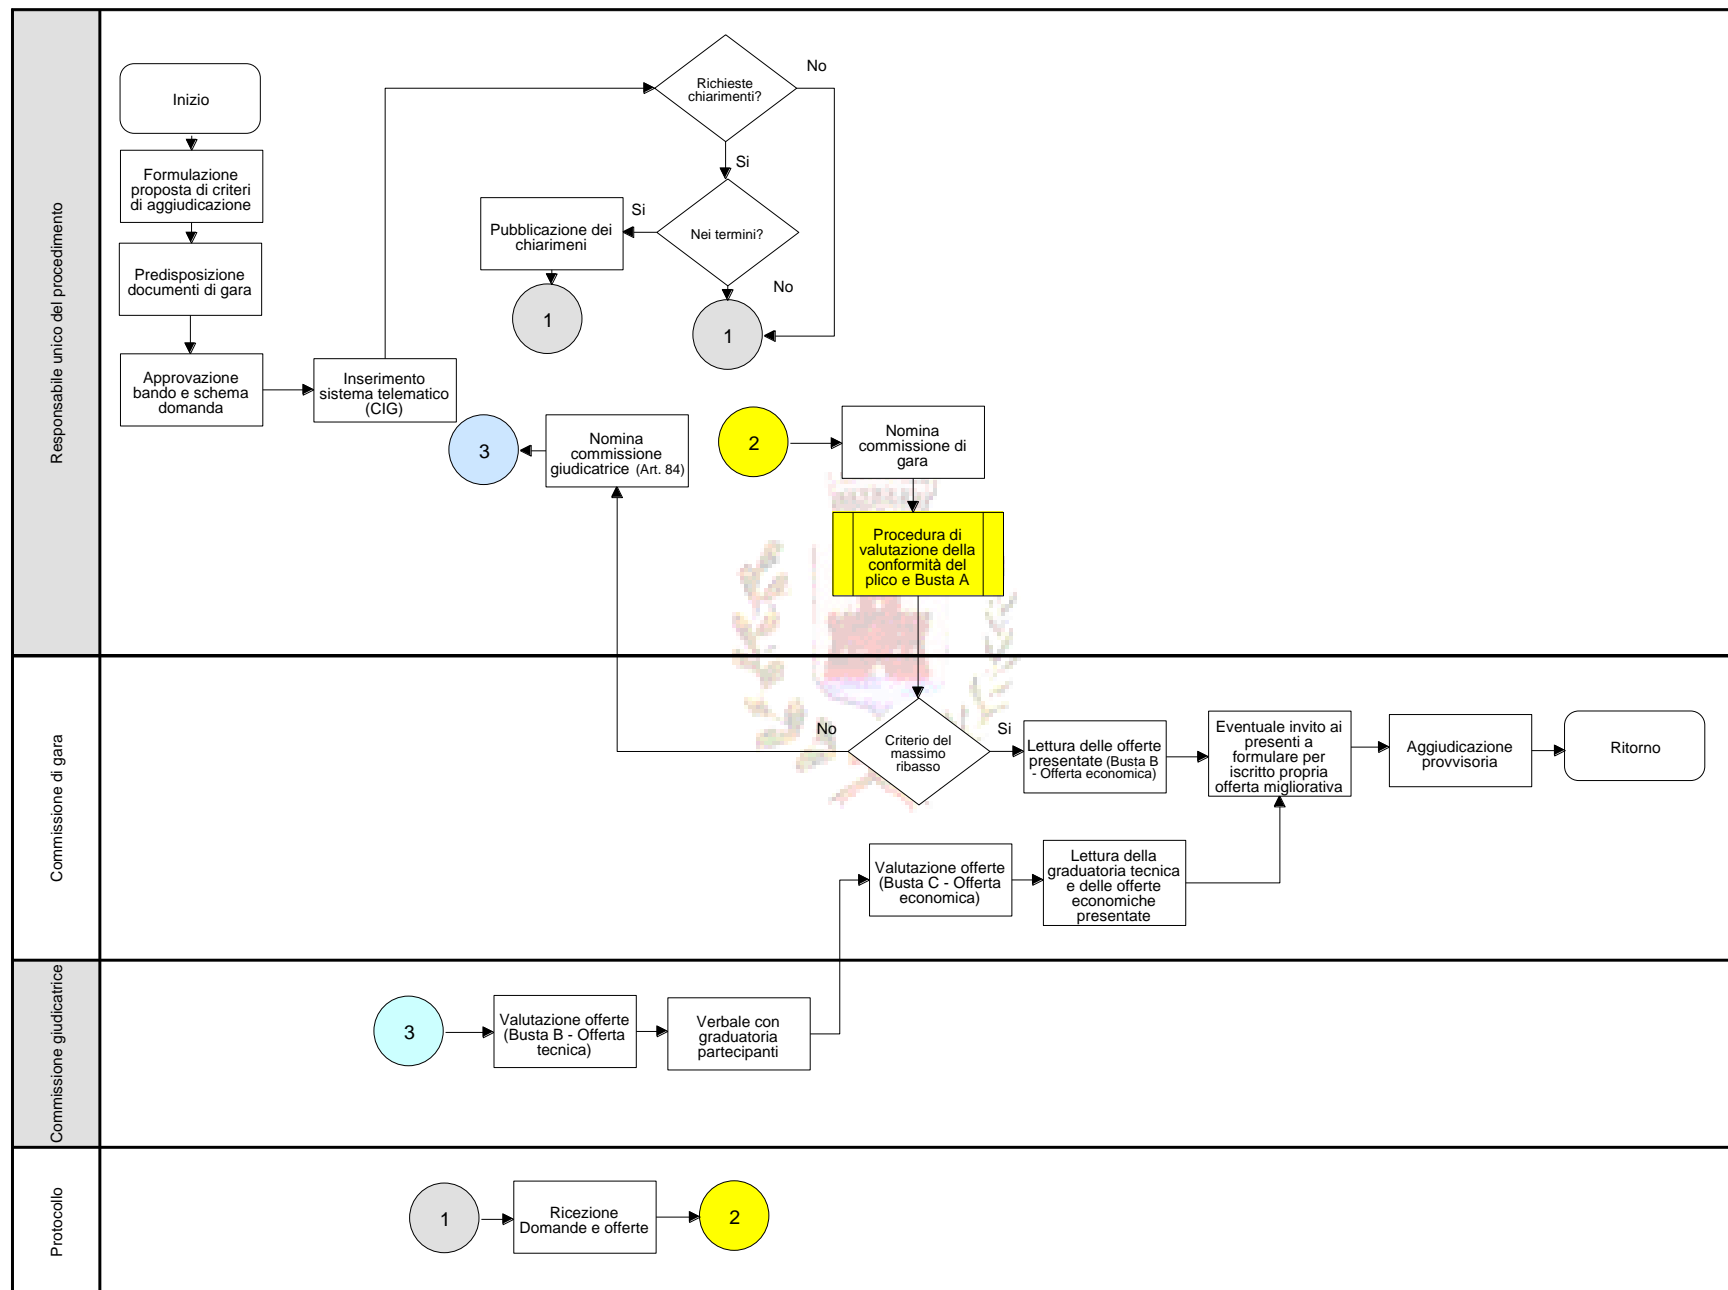 Responsabile unico del procedimento
Inizio
Formulazione
proposta di criteri
di aggiudicazione
Predisposizione
documenti di gara
Approvazione
bando e schema
domanda
Inserimento
sistema telematico
(CIG)
Richieste
chiarimenti?
No
Si
Nei termini?
Si
No
Pubblicazione dei
chiarimeni
1
1
3
Nomina
commissione
giudicatrice (Art. 84)
2
Nomina
commissione di
gara
Procedura di
valutazione della
conformità del
plico e Busta A
Commissione di gara
No
Criterio del
massimo
ribasso
Si
Lettura delle offerte
presentate (Busta B
- Offerta economica)
Eventuale invito ai
presenti a
formulare per
iscritto propria
offerta migliorativa
Aggiudicazione
provvisoria
Ritorno
Valutazione offerte
(Busta C - Offerta
economica)
Lettura della
graduatoria tecnica
e delle offerte
economiche
presentate
Commissione giudicatrice
3
Valutazione offerte
(Busta B - Offerta
tecnica)
Verbale con
graduatoria
partecipanti
Protocollo
1
Ricezione
Domande e offerte
2